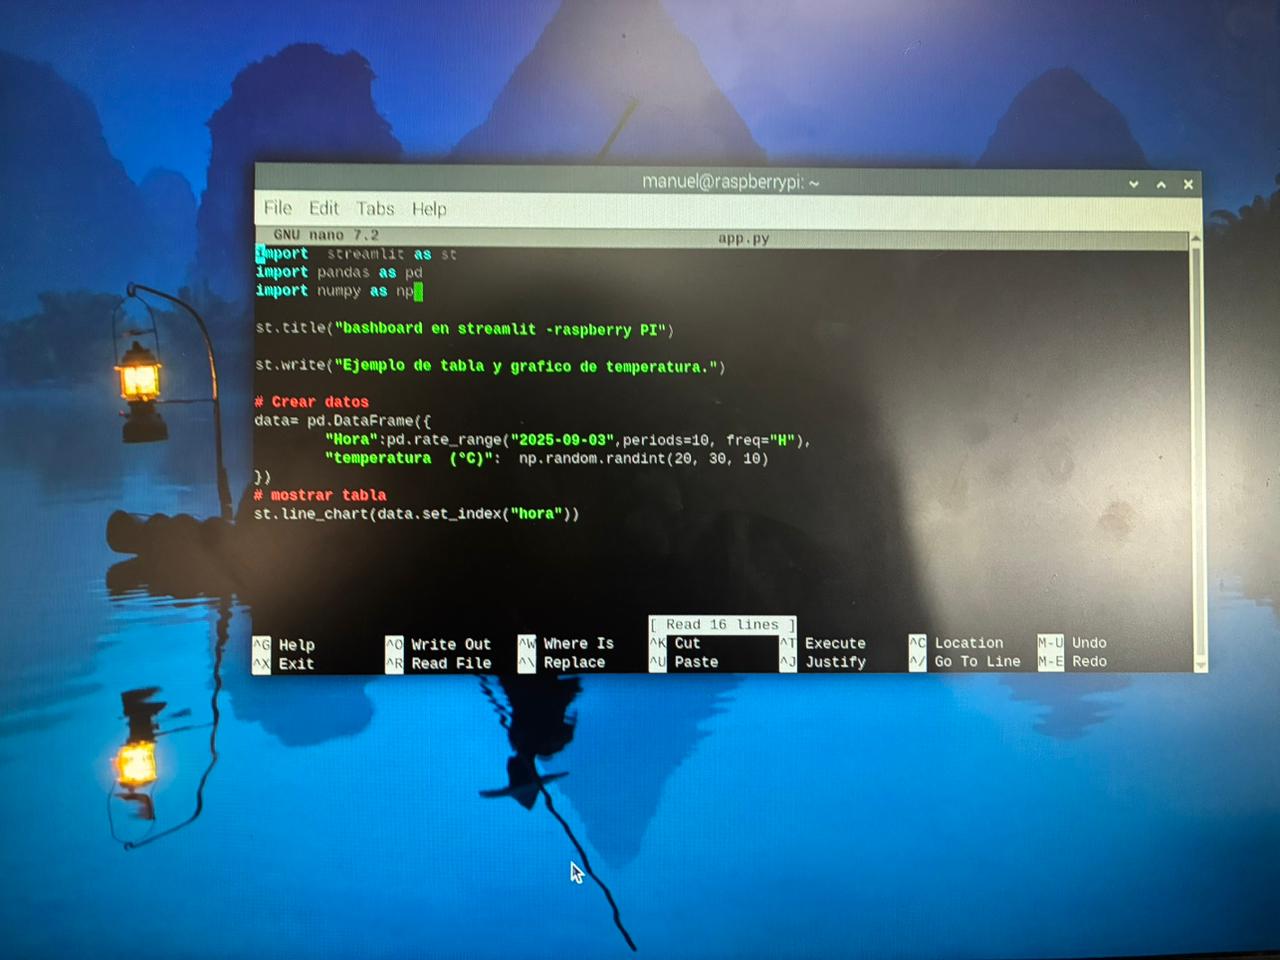 manuel@raspberrypi: ~
File Edit Tabs Help
GNU nano 7.2 app.py
import  streamlit as st
import pandas as pd
import numpy as np
st.title("bashboard en streamlit -raspberry PI")
st.write("Ejemplo de tabla y grafico de temperatura.")
# Crear datos
data= pd.DataFrame({
"Hora":pd.rate_range("2025-09-03",periods=10, freq="H"),
"temperatura  (°C)":  np.random.randint(20, 30, 10)
})
# mostrar tabla
st.line_chart(data.set_index("hora"))
[ Read 16 lines ]
^G Help ^O Write Out ^W Where Is ^K Cut ^T Execute ^C Location M-U Undo
^X Exit ^R Read File ^\ Replace ^U Paste ^J Justify ^/ Go To Line M-E Redo